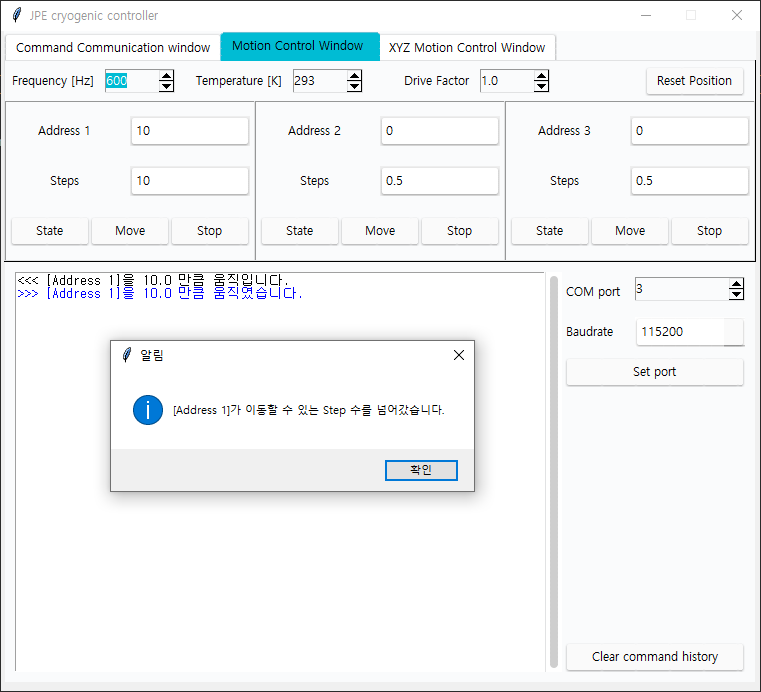 JPE cryogenic controller
Command Communication window Motion Control Window XYZ Motion Control Window
Frequency [Hz] 600 Temperature [K] 293 Drive Factor 1.0 Reset Position
Address 1 10 Address 2 0 Address 3 0
Steps 10 Steps 0.5 Steps 0.5
State Move Stop State Move Stop State Move Stop
<<< [Address 1]을 10.0 만큼 움직입니다.
>>> [Address 1]을 10.0 만큼 움직였습니다.
COM port 3
Baudrate 115200
Set port
알림
[Address 1]가 이동할 수 있는 Step 수를 넘어갔습니다.
확인
Clear command history